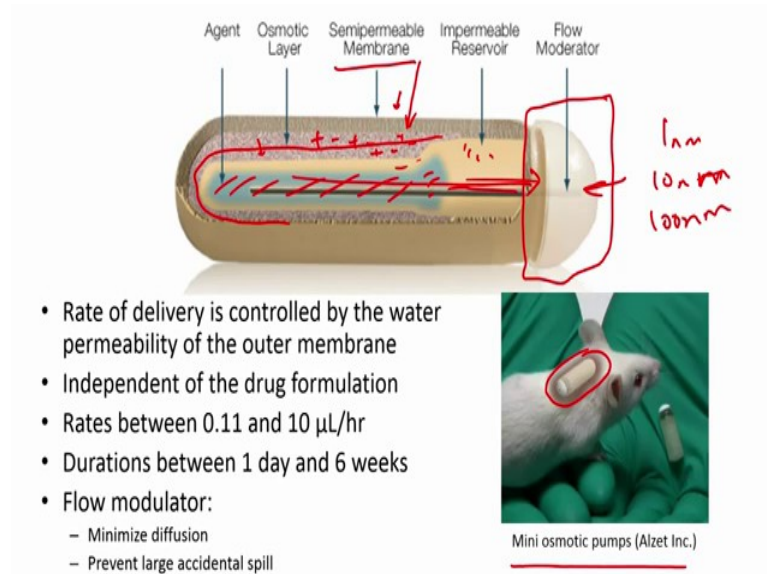 Agent Osmotic Semipermeable Impermeable Flow
Layer Membrane Reservoir Moderator
1nm
10nm
100nm
• Rate of delivery is controlled by the water
permeability of the outer membrane
• Independent of the drug formulation
• Rates between 0.11 and 10 μL/hr
• Durations between 1 day and 6 weeks
• Flow modulator:
– Minimize diffusion
– Prevent large accidental spill
Mini osmotic pumps (Alzet Inc.)